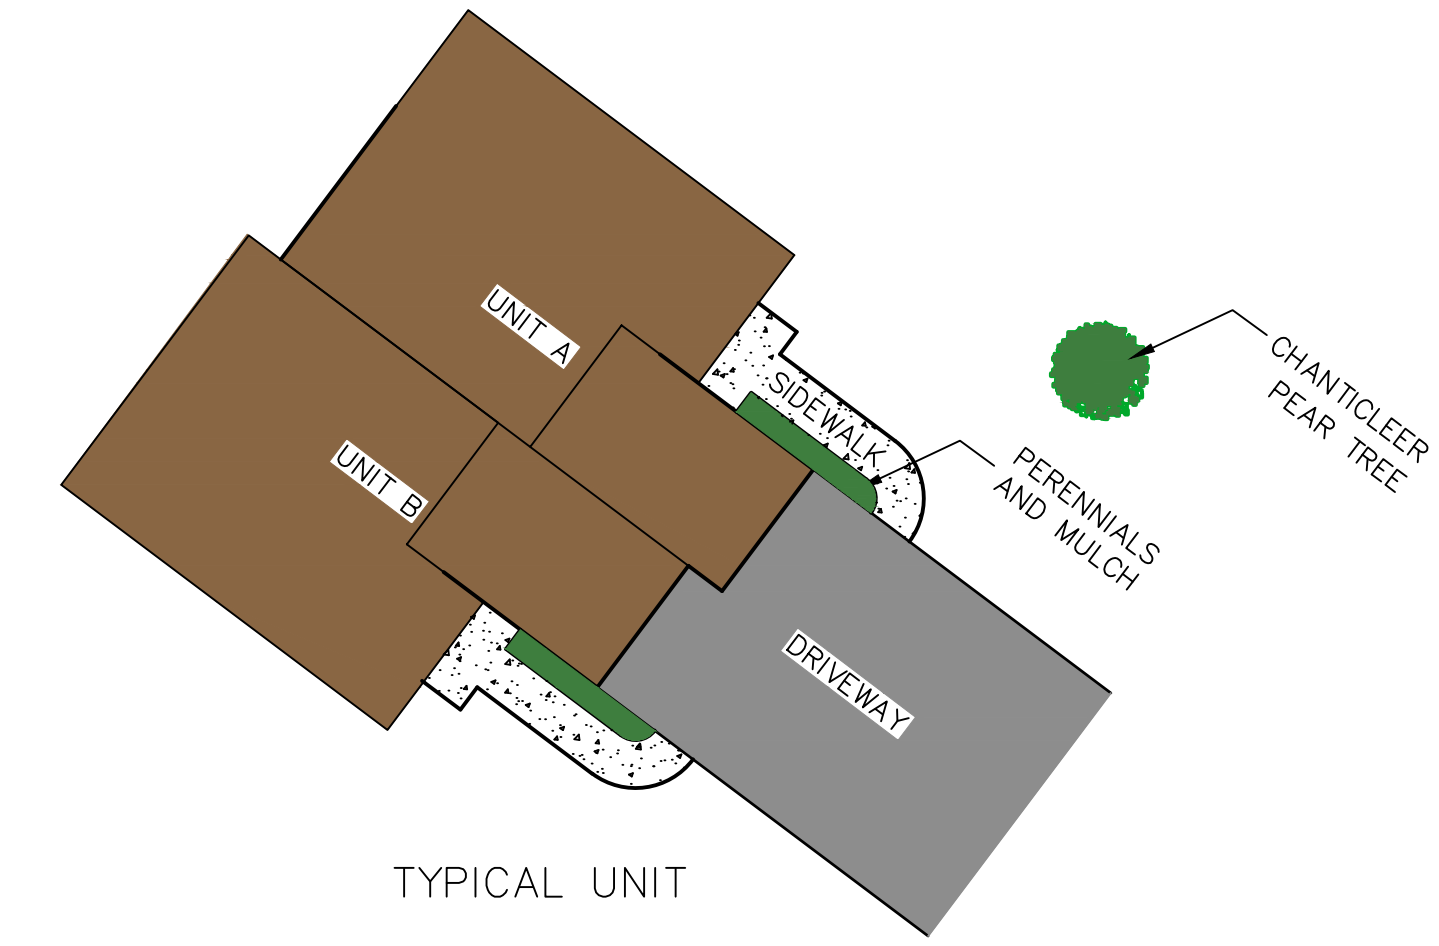 UNIT A
SIDEWALK
CHANTICLEER
PEAR TREE
UNIT B
PERENNIALS
AND MULCH
DRIVEWAY
TYPICAL UNIT